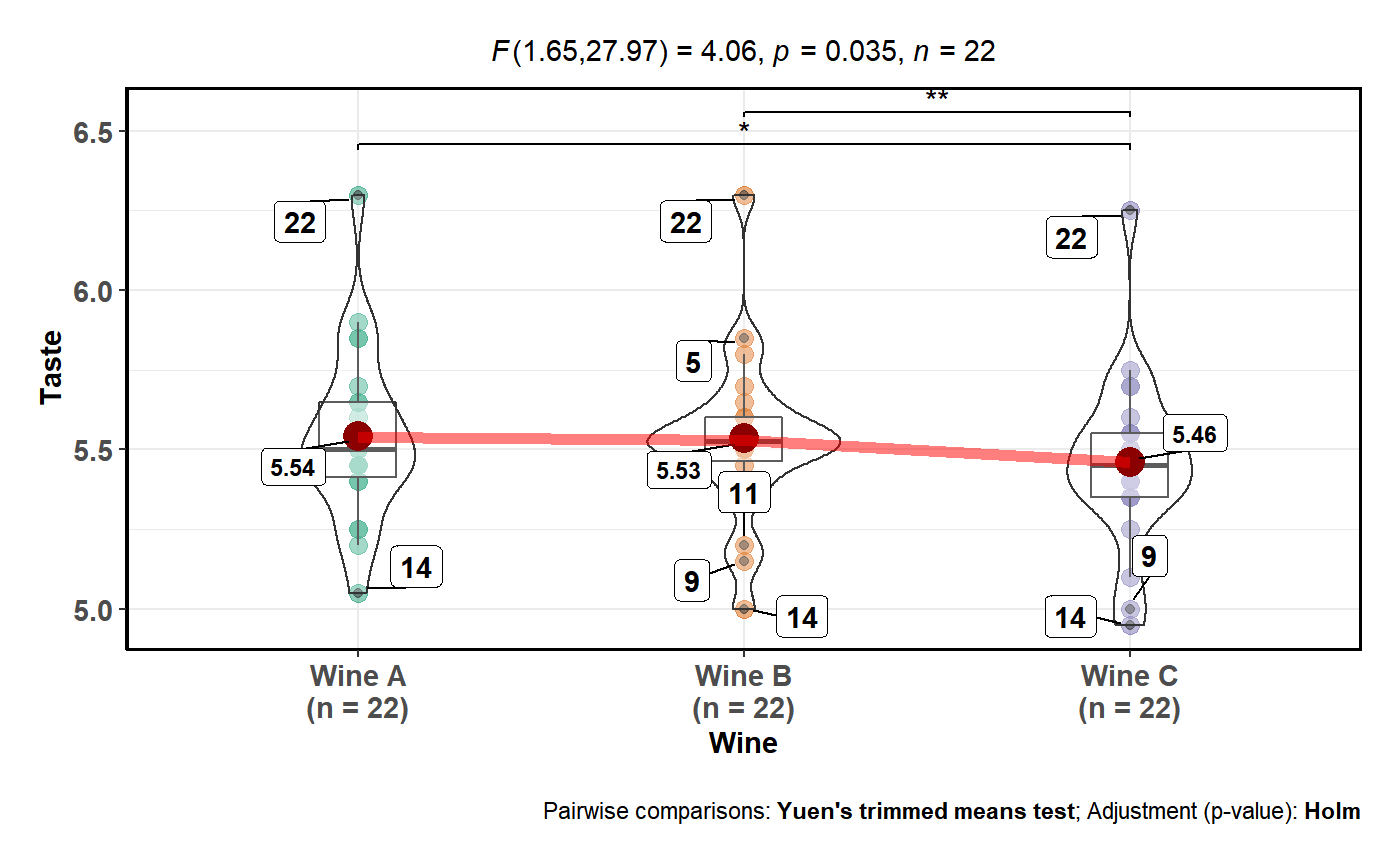 F(1.65,27.97) = 4.06, p = 0.035, n = 22
Taste
6.5
6.0
5.5
5.0
**
*
22
22
22
5
5.54
5.53
5.46
11
14
9
9
14
14
Wine A
(n = 22)
Wine B
(n = 22)
Wine C
(n = 22)
Wine
Pairwise comparisons: Yuen's trimmed means test; Adjustment (p-value): Holm